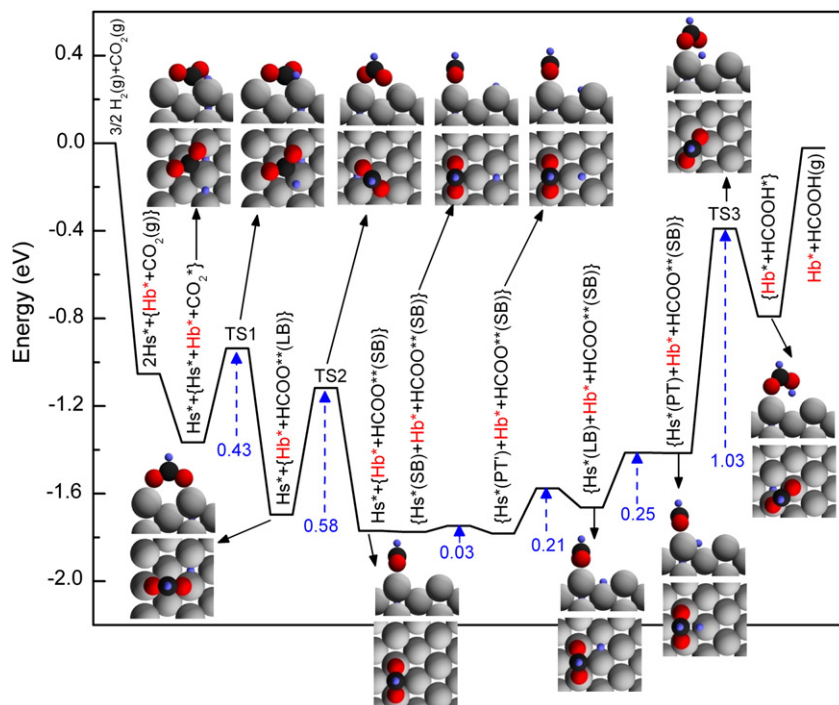 Energy (eV)
0.4
0.0
-0.4
-0.8
-1.2
-1.6
-2.0
3/2 H₂(g)+CO₂(g)
2Hs*+{Hb*+CO₂(g)}
Hs*+{Hs*+Hb*+CO₂*}
TS1
0.43
Hs*+{Hb*+HCOO**(LB)}
TS2
0.58
Hs*+{Hb*+HCOO**(SB)}
{Hs*(SB)+Hb*+HCOO**(SB)}
0.03
{Hs*(PT')+Hb*+HCOO**(SB)}
0.21
{Hs*(LB)+Hb*+HCOO**(SB)}
0.25
{Hs*(PT)+Hb*+HCOO**(SB)}
TS3
1.03
{Hb*+HCOOH*}
Hb*+HCOOH(g)